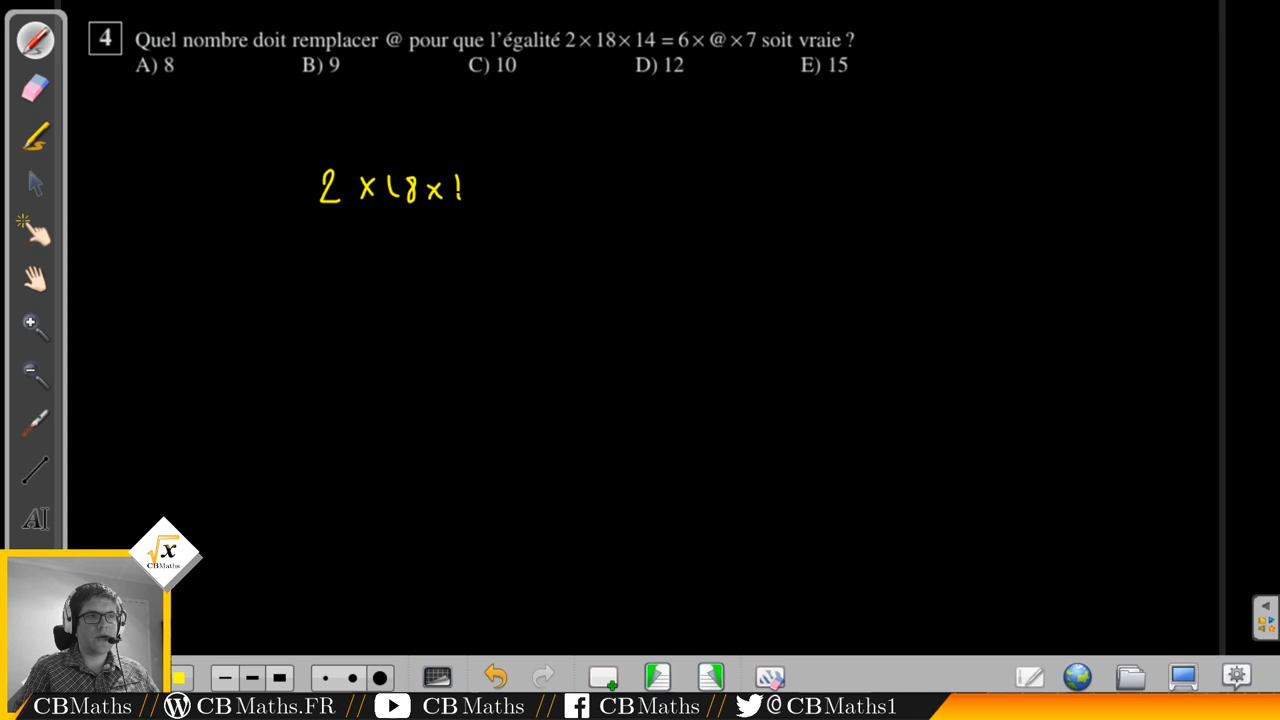 4 Quel nombre doit remplacer @ pour que l'égalité 2 × 18 × 14 = 6 × @ × 7 soit vraie ?
A) 8 B) 9 C) 10 D) 12 E) 15
2 × 18 × 1
AI
√x
CBMaths
CBMaths // CBMaths.FR // CBMaths // CBMaths // @CBMaths1